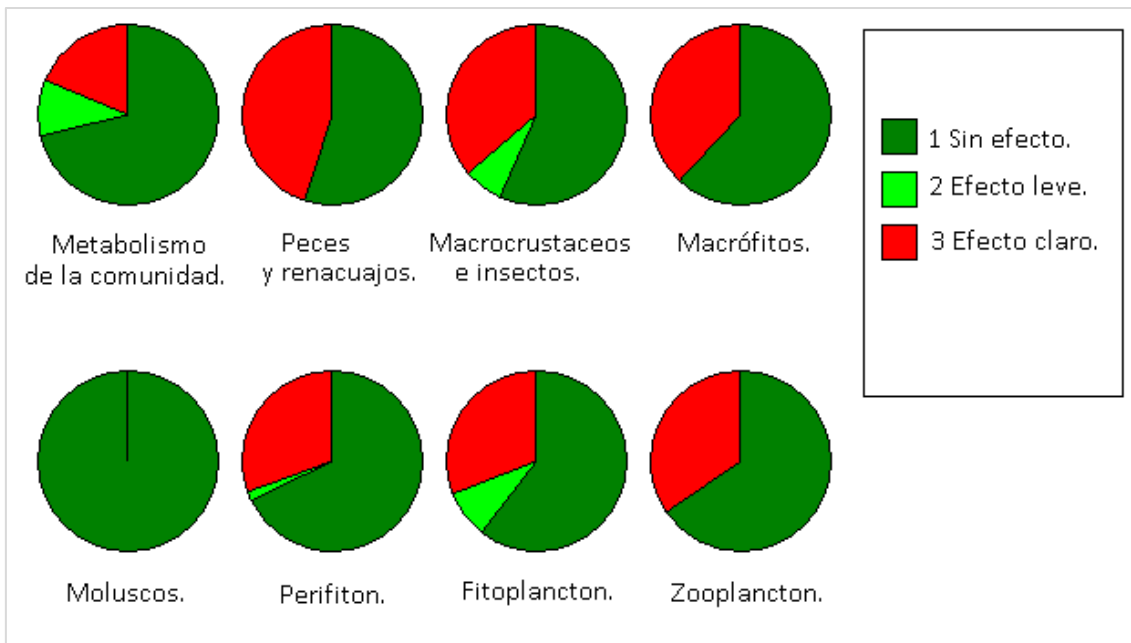 Metabolismo
de la comunidad.
Peces
y renacuajos.
Macrocrustaceos
e insectos.
Macrófitos.
1 Sin efecto.
2 Efecto leve.
3 Efecto claro.
Moluscos.
Perifiton.
Fitoplancton.
Zooplancton.